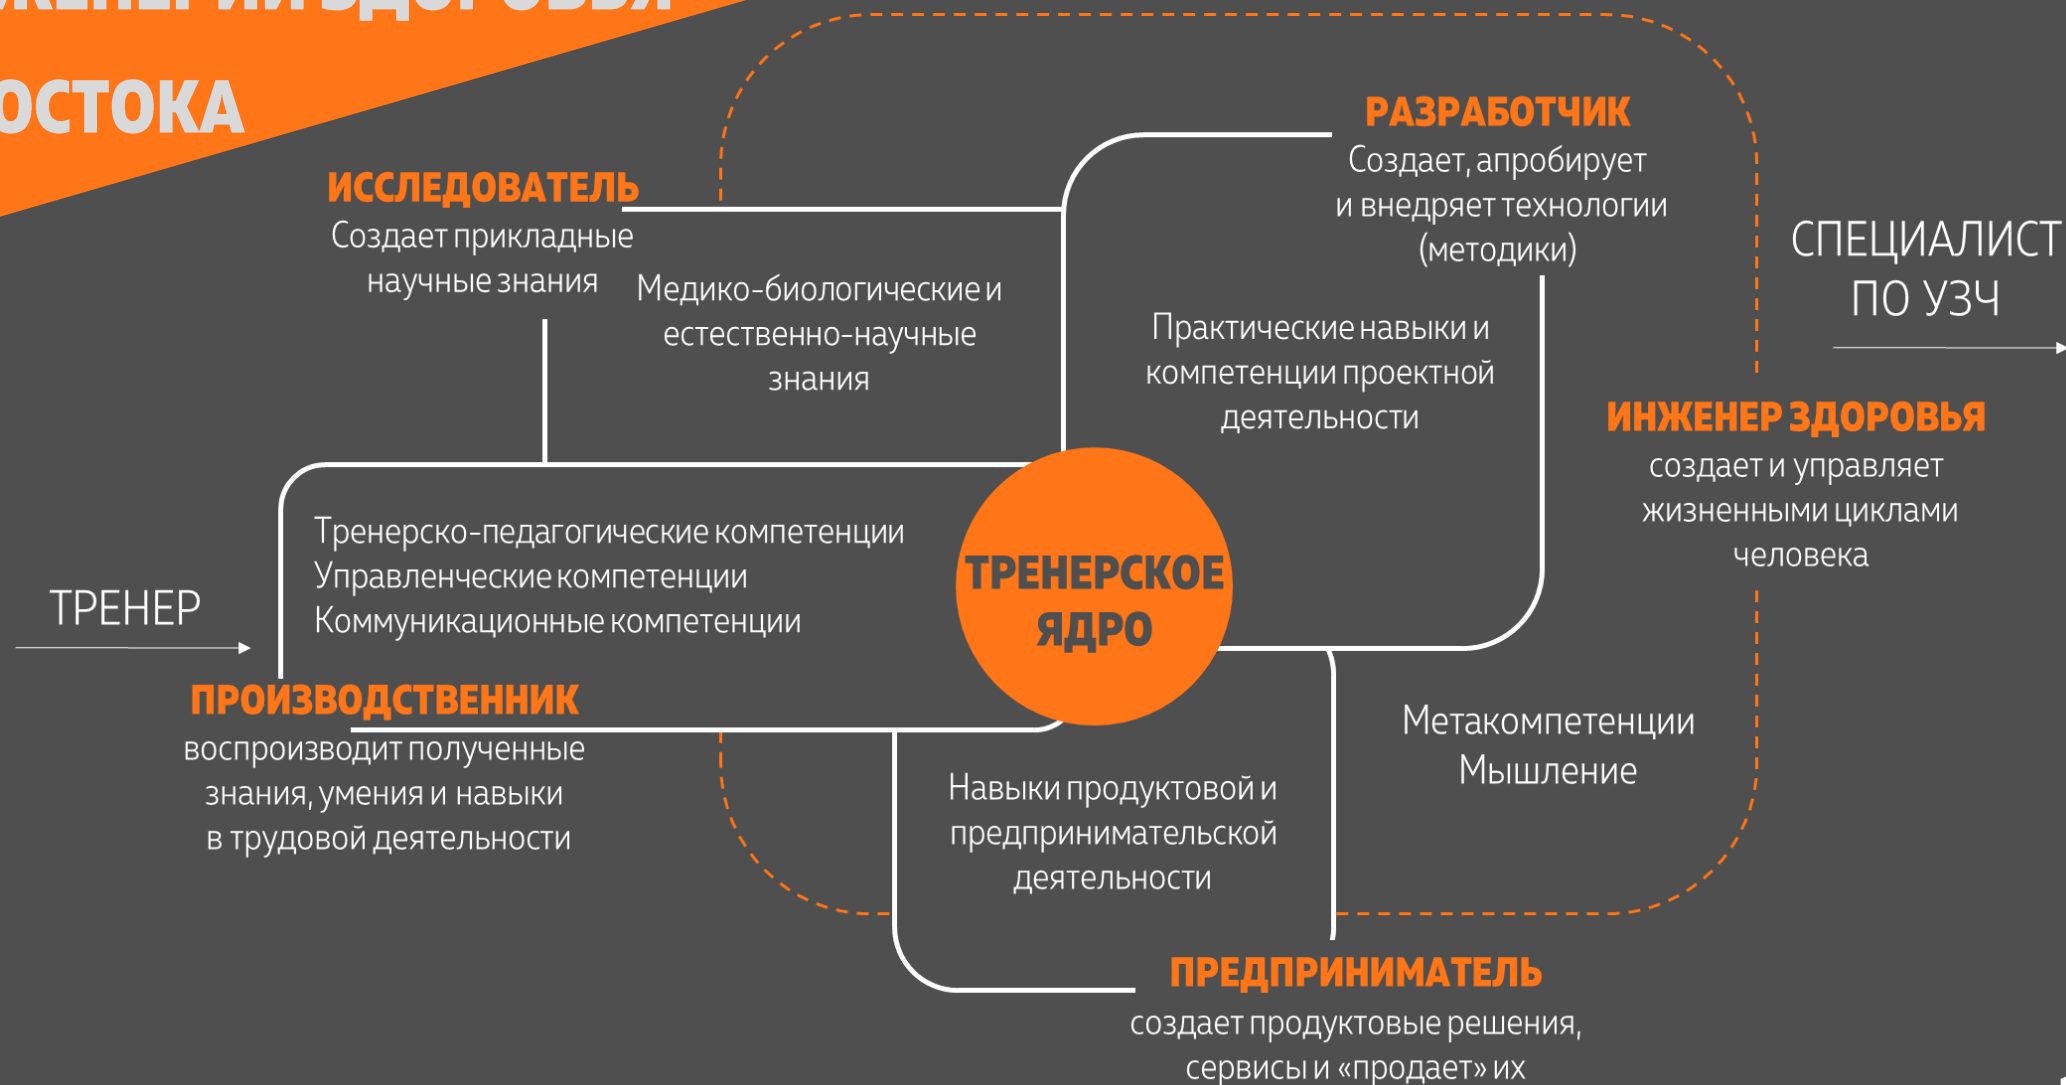 ЖЕНЕРИИ ЗДОРОВЬЯ
ОСТОКА
ИССЛЕДОВАТЕЛЬ
Создает прикладные
научные знания
Медико-биологические и
естественно-научные
знания
РАЗРАБОТЧИК
Создает, апробирует
и внедряет технологии
(методики)
Практические навыки и
компетенции проектной
деятельности
СПЕЦИАЛИСТ
ПО УЗЧ
ИНЖЕНЕР ЗДОРОВЬЯ
создает и управляет
жизненными циклами
человека
Тренерско-педагогические компетенции
Управленческие компетенции
Коммуникационные компетенции
ТРЕНЕРСКОЕ
ЯДРО
ТРЕНЕР
ПРОИЗВОДСТВЕННИК
воспроизводит полученные
знания, умения и навыки
в трудовой деятельности
Навыки продуктовой и
предпринимательской
деятельности
Метакомпетенции
Мышление
ПРЕДПРИНИМАТЕЛЬ
создает продуктовые решения,
сервисы и «продает» их